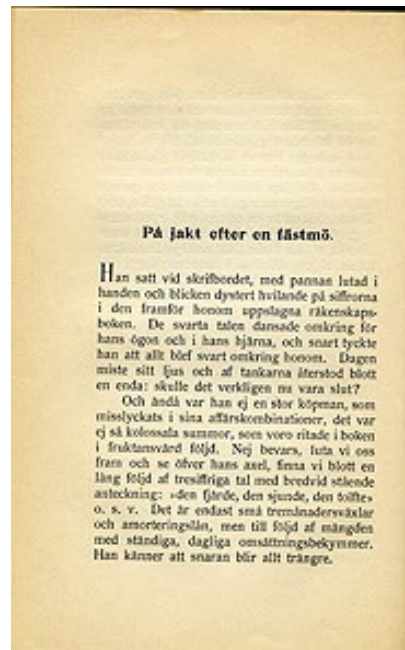 På jakt efter en fästmö.
Han satt vid skrifbordet, med pannan lutad i
handen och blicken dystert hvilande på siffrorna
i den framför honom uppslagna räkenskaps-
boken. De svarta talen dansade omkring för
hans ögon och i hans hjärna, och snart tyckte
han att allt blef svart omkring honom. Dagen
miste sitt ljus och af tankarna återstod blott
en enda: skulle det verkligen nu vara slut?
Och ändå var han ej en stor köpman, som
misslyckats i sina affärskombinationer, det var
ej så kolossala summor, som voro ritade i boken
i fruktansvärd följd. Nej bevars, luta vi oss
fram och se öfver hans axel, finna vi blott en
lång följd af tresiffriga tal med bredvid stående
anteckning: »den fjärde, den sjunde, den tolfte»
o. s. v. Det är endast små tremånadersväxlar
och amorteringslån, men till följd af mängden
med ständiga, dagliga omsättningsbekymmer.
Han känner att snaran blir allt trängre.